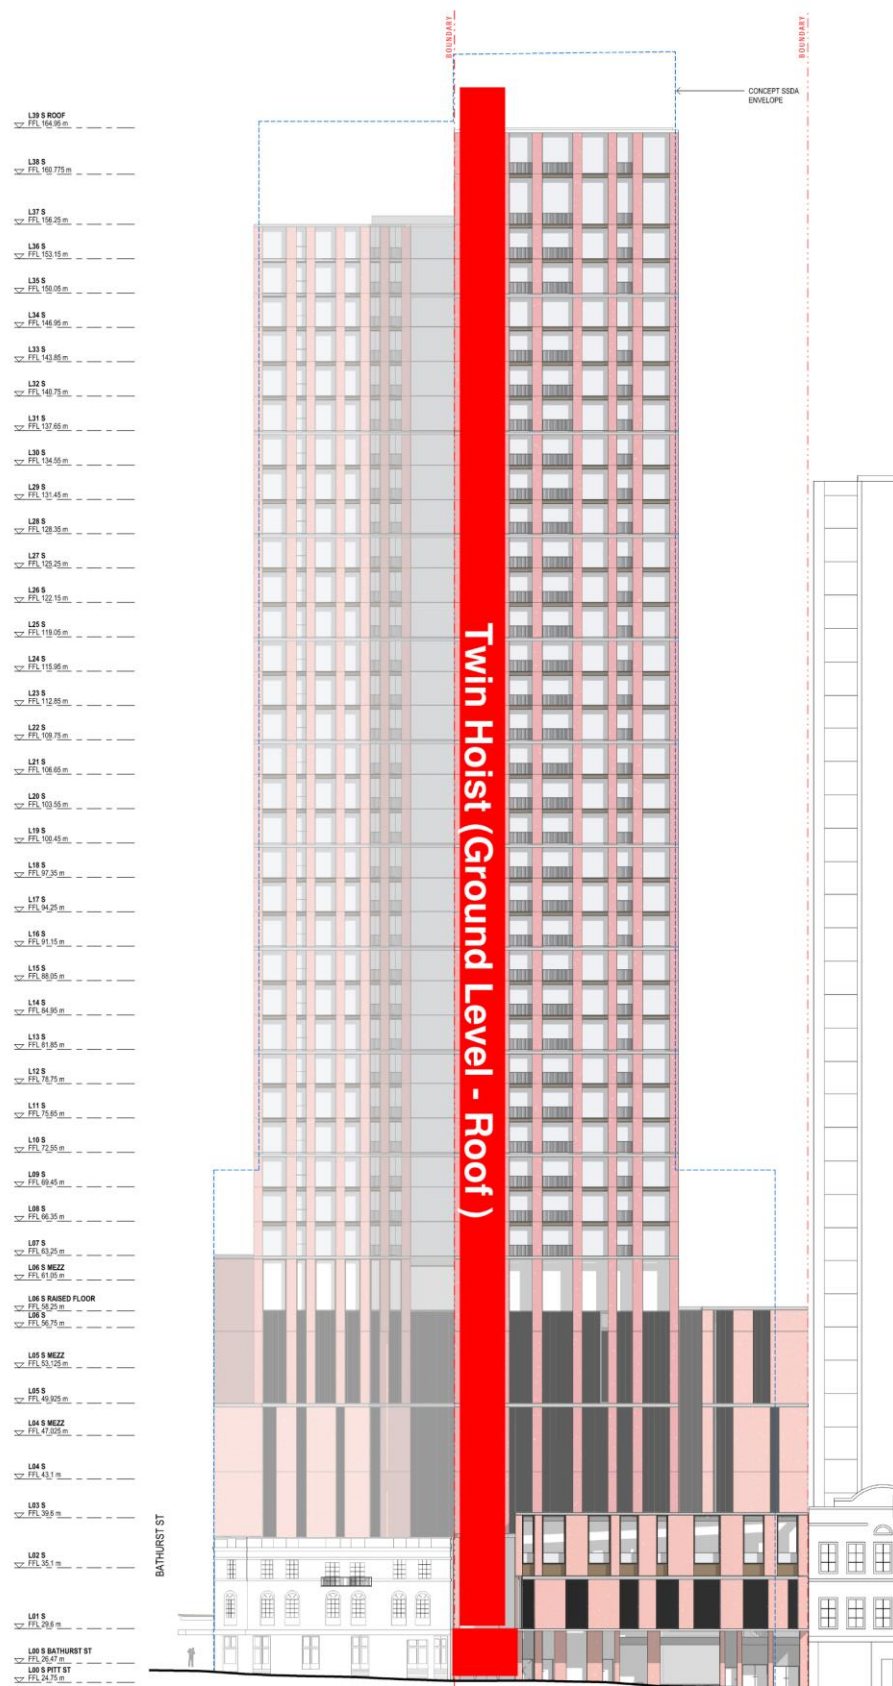 BOUNDARY
BOUNDARY
CONCEPT SSDA
ENVELOPE
L39 S ROOF
FFL 164.95 m
L38 S
FFL 160.775 m
L37 S
FFL 156.25 m
L36 S
FFL 153.15 m
L35 S
FFL 150.05 m
L34 S
FFL 146.95 m
L33 S
FFL 143.85 m
L32 S
FFL 140.75 m
L31 S
FFL 137.65 m
L30 S
FFL 134.55 m
L29 S
FFL 131.45 m
L28 S
FFL 128.35 m
L27 S
FFL 125.25 m
L26 S
FFL 122.15 m
L25 S
FFL 119.05 m
L24 S
FFL 115.95 m
L23 S
FFL 112.85 m
L22 S
FFL 109.75 m
L21 S
FFL 106.65 m
L20 S
FFL 103.55 m
L19 S
FFL 100.45 m
L18 S
FFL 97.35 m
L17 S
FFL 94.25 m
L16 S
FFL 91.15 m
L15 S
FFL 88.05 m
L14 S
FFL 84.95 m
L13 S
FFL 81.85 m
L12 S
FFL 78.75 m
L11 S
FFL 75.65 m
L10 S
FFL 72.55 m
L09 S
FFL 69.45 m
L08 S
FFL 66.35 m
L07 S
FFL 63.25 m
L06 S MEZZ
FFL 61.05 m
L06 S RAISED FLOOR
FFL 58.25 m
L06 S
FFL 56.75 m
L05 S MEZZ
FFL 53.125 m
L05 S
FFL 49.925 m
L04 S MEZZ
FFL 47.025 m
L04 S
FFL 43.1 m
L03 S
FFL 39.6 m
L02 S
FFL 35.1 m
L01 S
FFL 29.6 m
L00 S BATHURST ST
FFL 26.47 m
L00 S PITT ST
FFL 24.75 m
BATHURST ST
Twin Hoist (Ground Level - Roof )